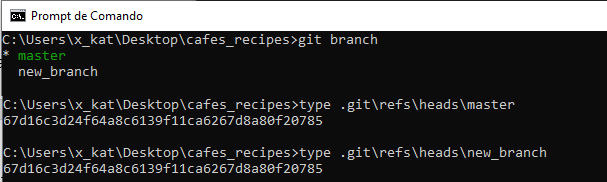 Prompt de Comando
C:\Users\x_kat\Desktop\cafes_recipes>git branch
* master
  new_branch
C:\Users\x_kat\Desktop\cafes_recipes>type .git\refs\heads\master
67d16c3d24f64a8c6139f11ca6267d8a80f20785
C:\Users\x_kat\Desktop\cafes_recipes>type .git\refs\heads\new_branch
67d16c3d24f64a8c6139f11ca6267d8a80f20785